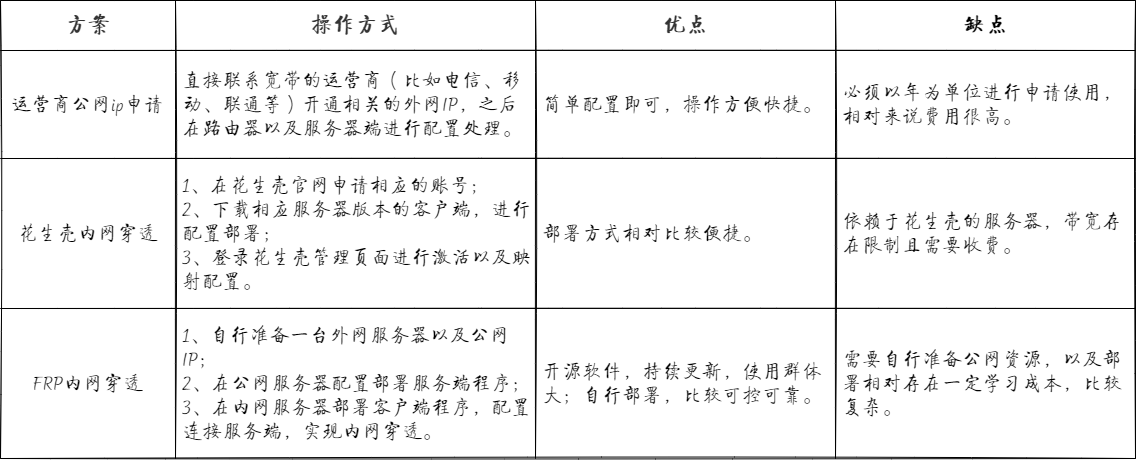 方案
操作方式
优点
缺点
运营商公网ip申请
直接联系宽带的运营商（比如电信、移
动、联通等）开通相关的外网IP，之后
在路由器以及服务器端进行配置处理。
简单配置即可，操作方便快捷。
必须以年为单位进行申请使用，
相对来说费用很高。
花生壳内网穿透
1、在花生壳官网申请相应的账号；
2、下载相应服务器版本的客户端，进行
配置部署；
3、登录花生壳管理页面进行激活以及映
射配置。
部署方式相对比较便捷。
依赖于花生壳的服务器，带宽存
在限制且需要收费。
FRP内网穿透
1、自行准备一台外网服务器以及公网
IP；
2、在公网服务器配置部署服务端程序；
3、在内网服务器部署客户端程序，配置
连接服务端，实现内网穿透。
开源软件，持续更新，使用群体
大；自行部署，比较可控可靠。
需要自行准备公网资源，以及部
署相对存在一定学习成本，比较
复杂。